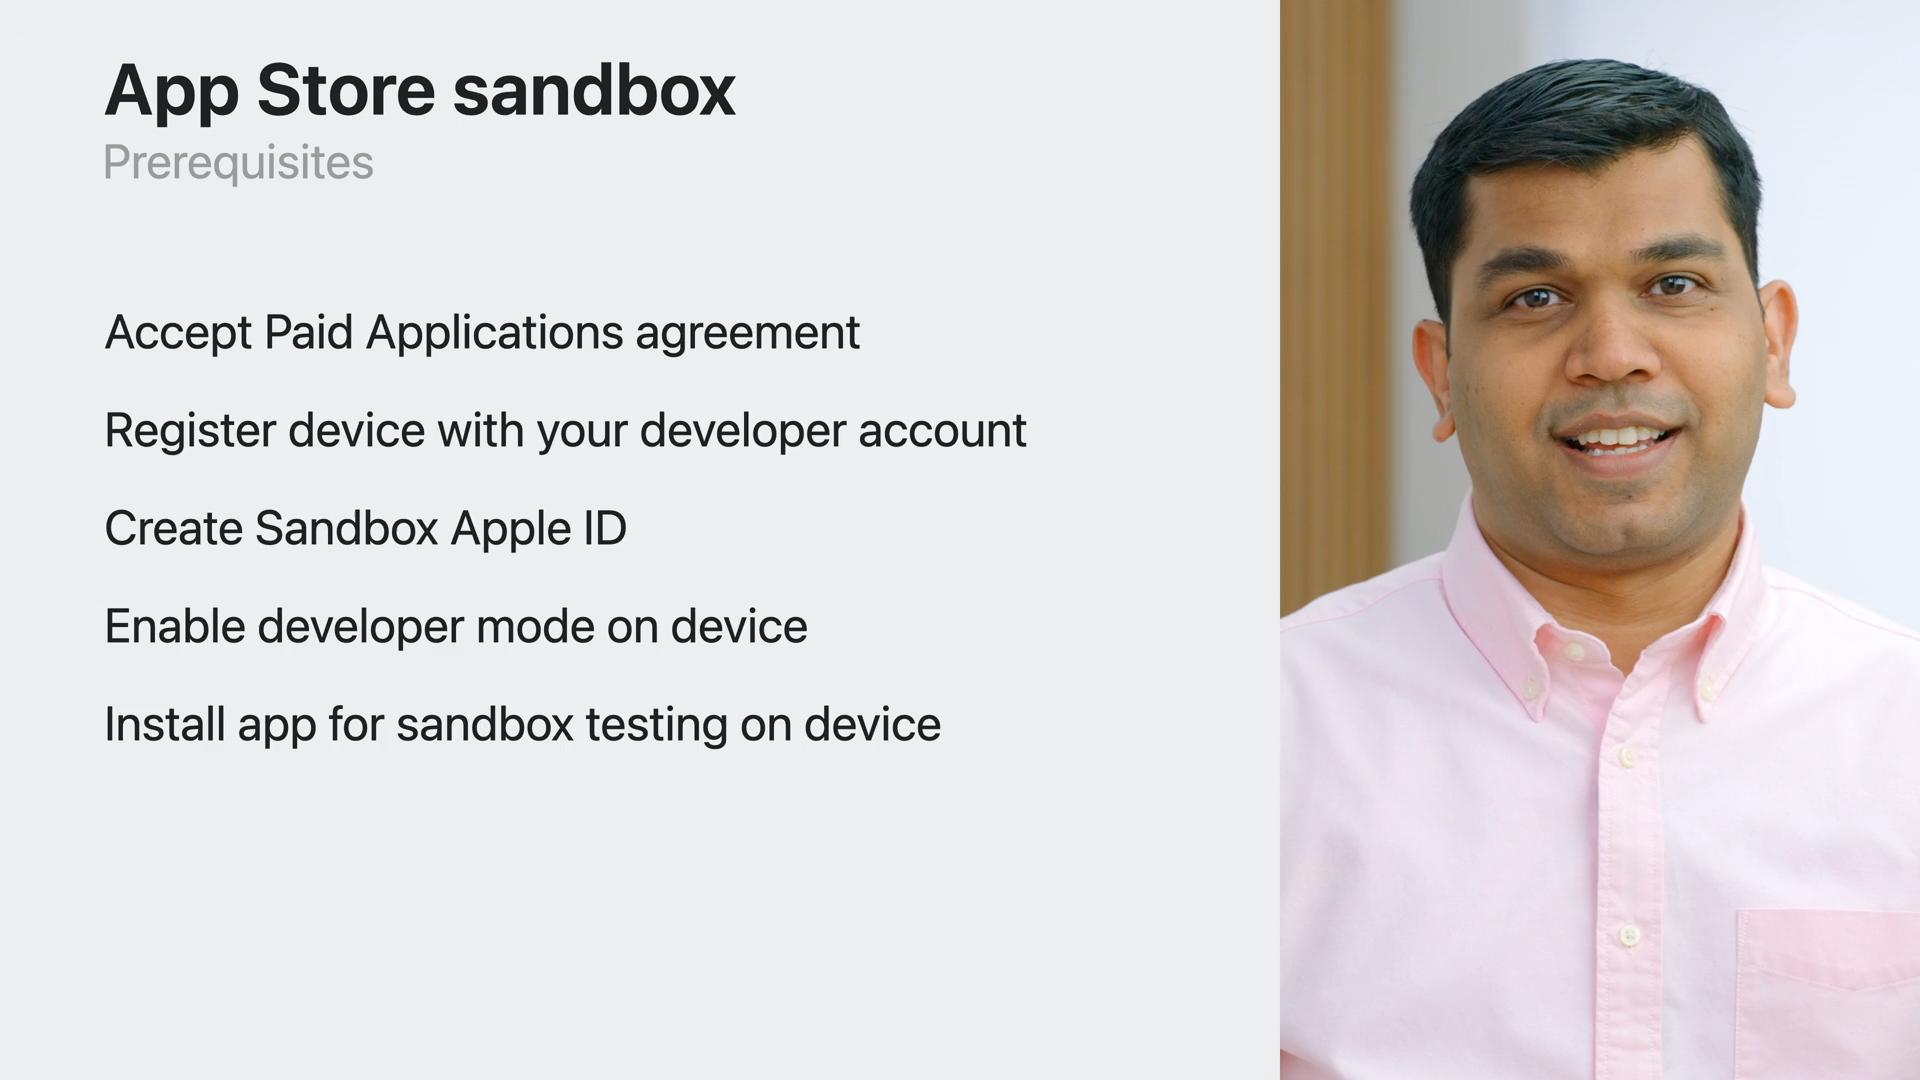 App Store sandbox
Prerequisites
Accept Paid Applications agreement
Register device with your developer account
Create Sandbox Apple ID
Enable developer mode on device
Install app for sandbox testing on device